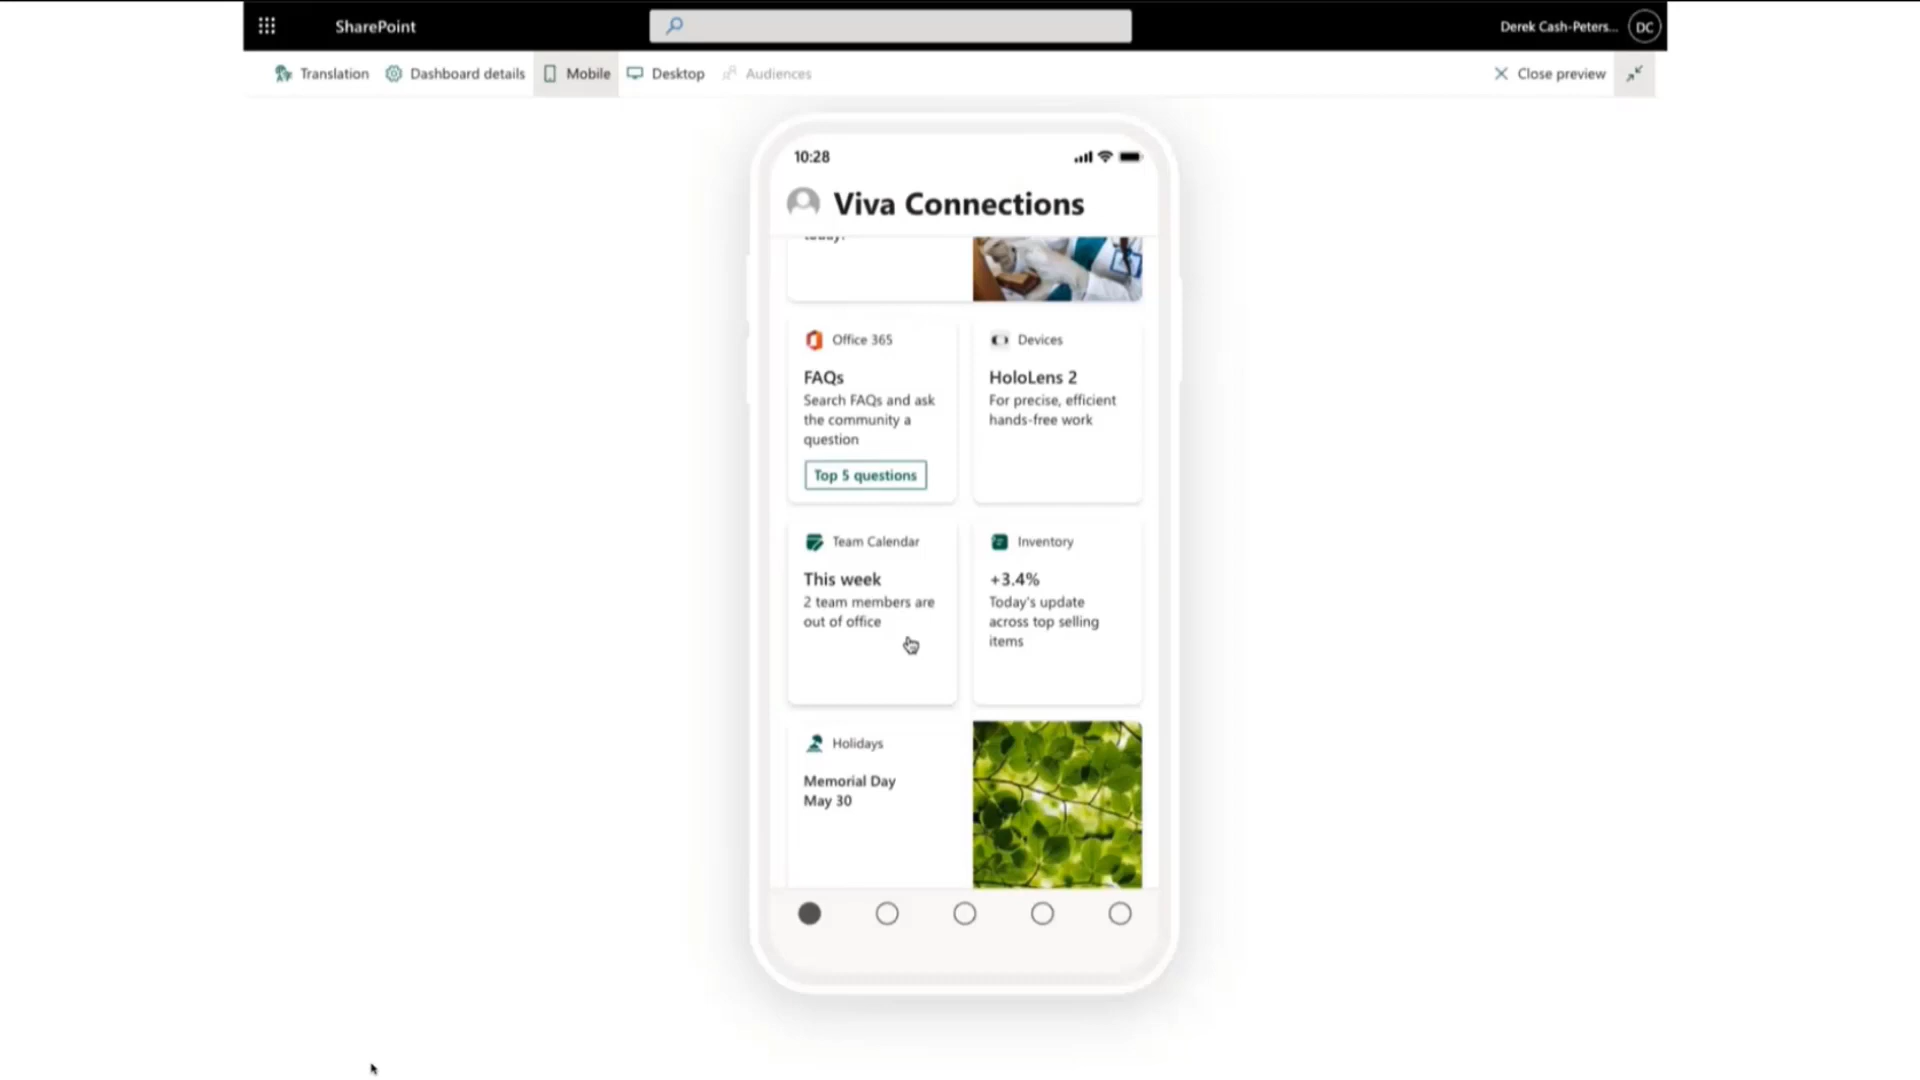 SharePoint
Derek Cash-Peters...
DC
Translation
Dashboard details
Mobile
Desktop
Audiences
Close preview
10:28
Viva Connections
today!
Office 365
FAQs
Search FAQs and ask
the community a
question
Top 5 questions
Devices
HoloLens 2
For precise, efficient
hands-free work
Team Calendar
This week
2 team members are
out of office
Inventory
+3.4%
Today's update
across top selling
items
Holidays
Memorial Day
May 30